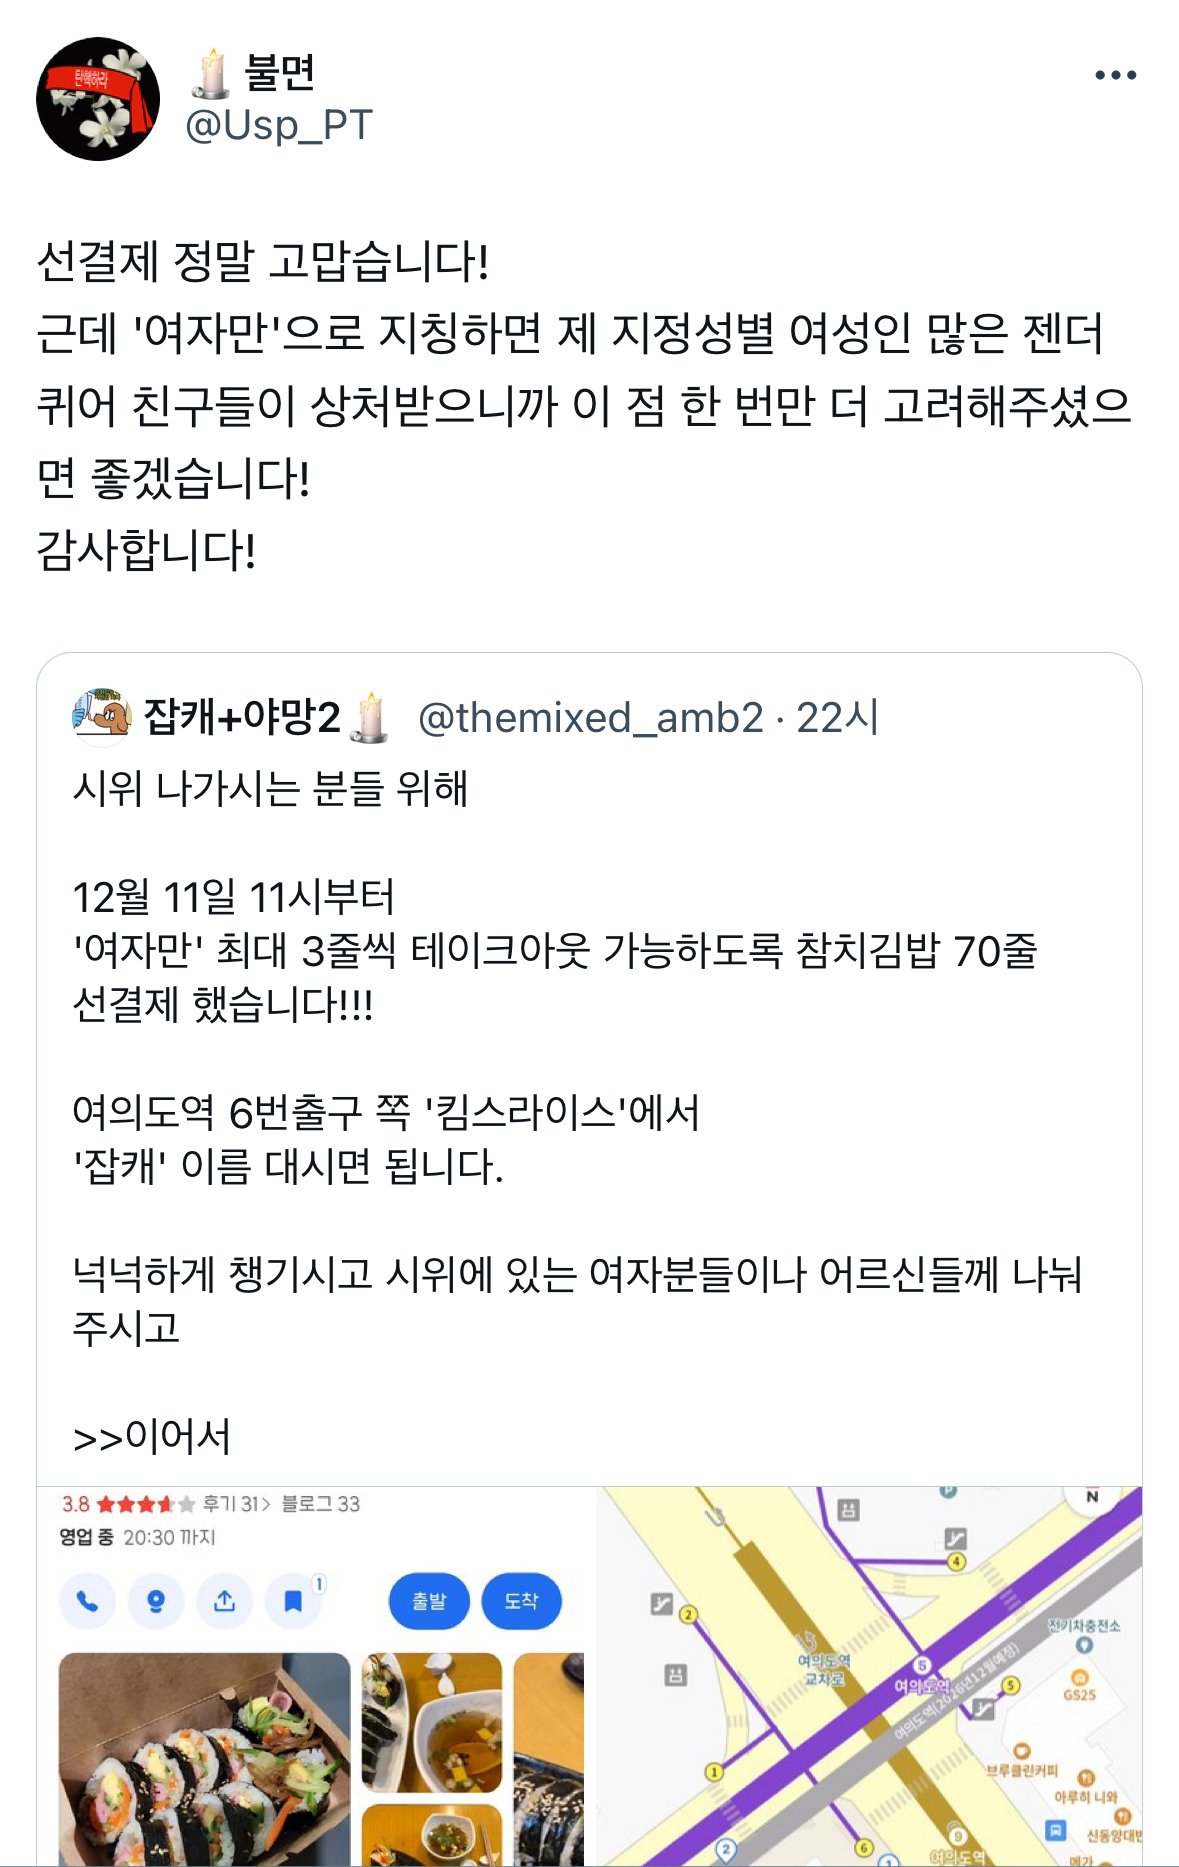 탄핵하라
불면
@Usp_PT
선결제 정말 고맙습니다!
근데 '여자만'으로 지칭하면 제 지정성별 여성인 많은 젠더
퀴어 친구들이 상처받으니까 이 점 한 번만 더 고려해주셨으
면 좋겠습니다!
감사합니다!
잡캐+야망2 @themixed_amb2 · 22시
시위 나가시는 분들 위해
12월 11일 11시부터
'여자만' 최대 3줄씩 테이크아웃 가능하도록 참치김밥 70줄
선결제 했습니다!!!
여의도역 6번출구 쪽 '킴스라이스'에서
'잡캐' 이름 대시면 됩니다.
넉넉하게 챙기시고 시위에 있는 여자분들이나 어르신들께 나눠
주시고
>>이어서
3.8 후기 31> 블로그 33
영업 중 20:30 까지
1
출발 도착
P
N
4
2
전기차충전소
여의도역
교차로
5
여의도역
여의도역(2026년12월예정)
5
GS25
1
브루클린커피
아루히 니와
신동양대반
9
6
2
1
여의도역
메가